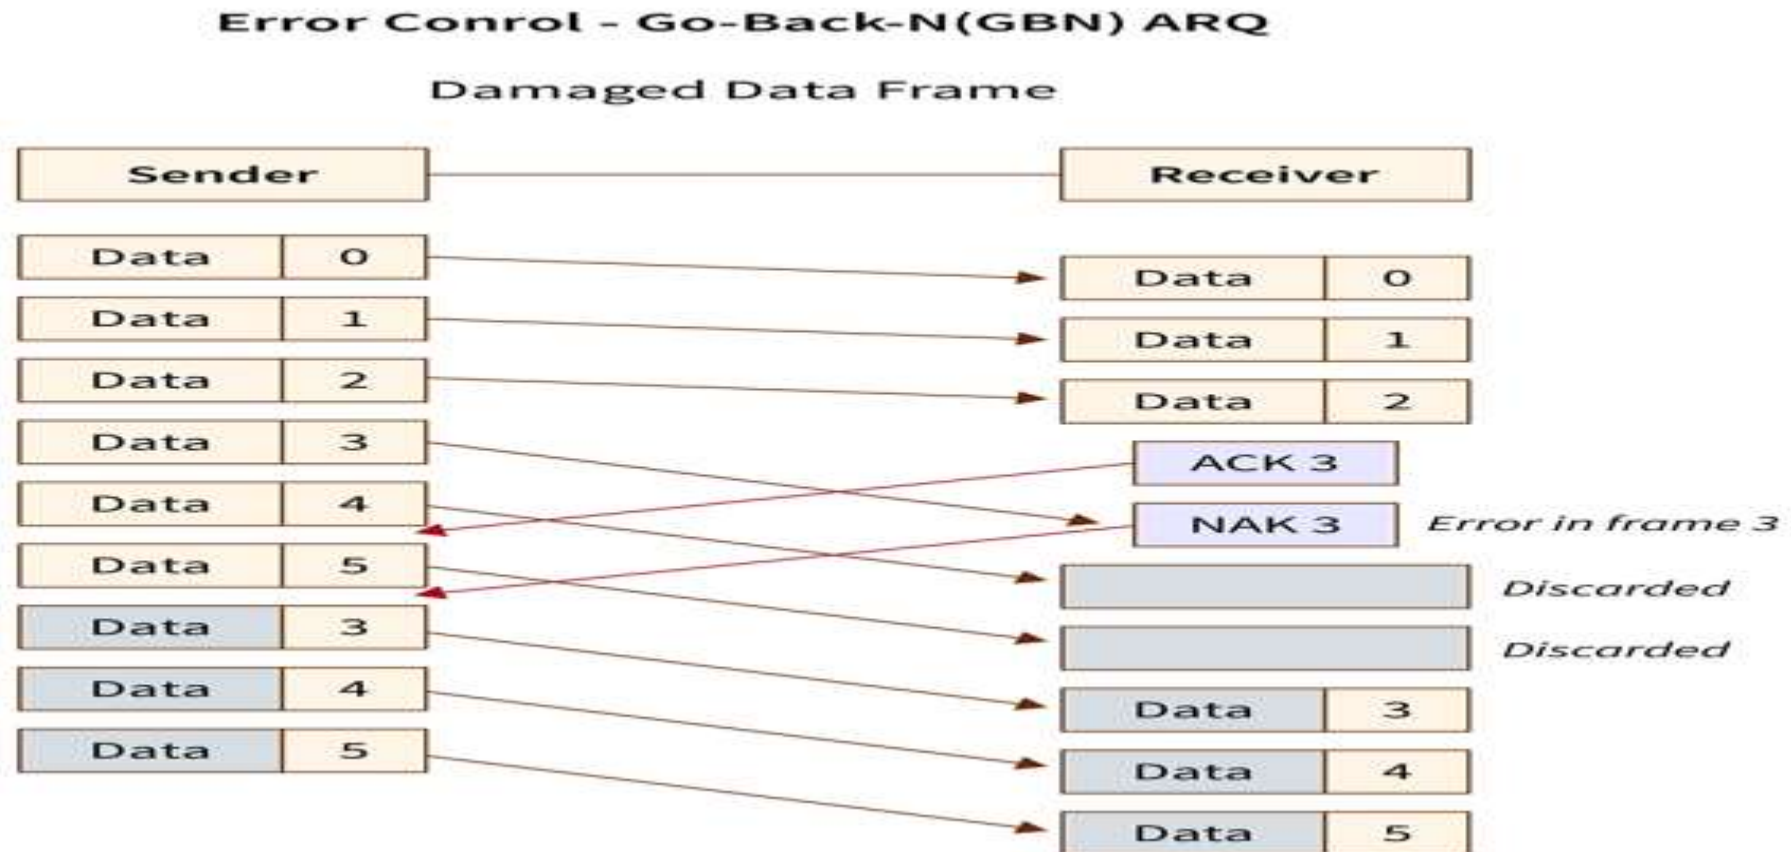 Error Conrol - Go-Back-N(GBN) ARQ
Damaged Data Frame
Sender
Receiver
Data 0
Data 0
Data 1
Data 1
Data 2
Data 2
Data 3
ACK 3
Data 4
NAK 3 Error in frame 3
Data 5
Discarded
Data 3
Discarded
Data 4
Data 3
Data 5
Data 4
Data 5